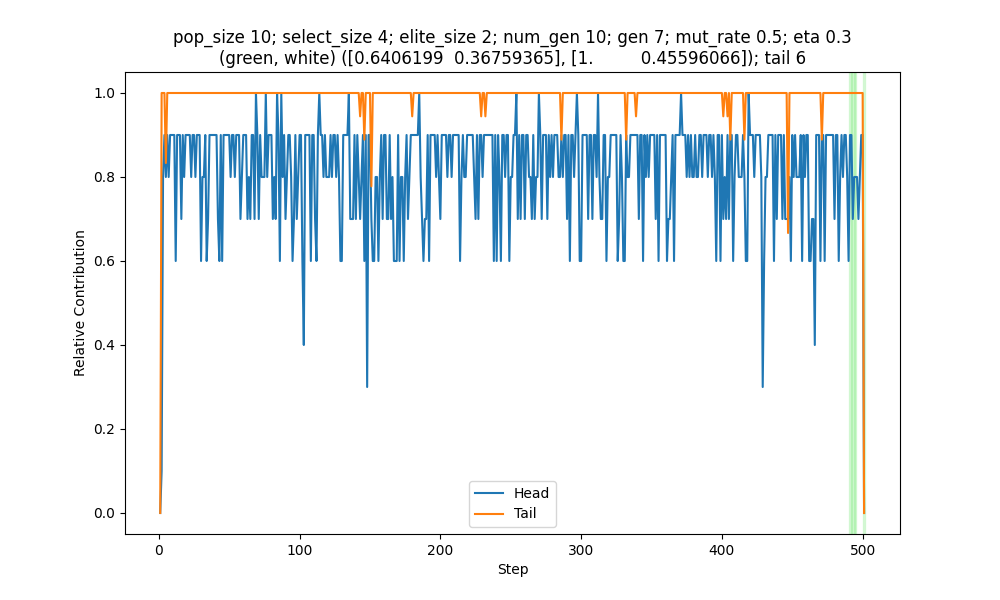 pop_size 10; select_size 4; elite_size 2; num_gen 10; gen 7; mut_rate 0.5; eta 0.3
(green, white) ([0.6406199  0.36759365], [1.         0.45596066]); tail 6
1.0
0.8
0.6
0.4
0.2
0.0
Relative Contribution
Head
Tail
0
100
200
300
400
500
Step